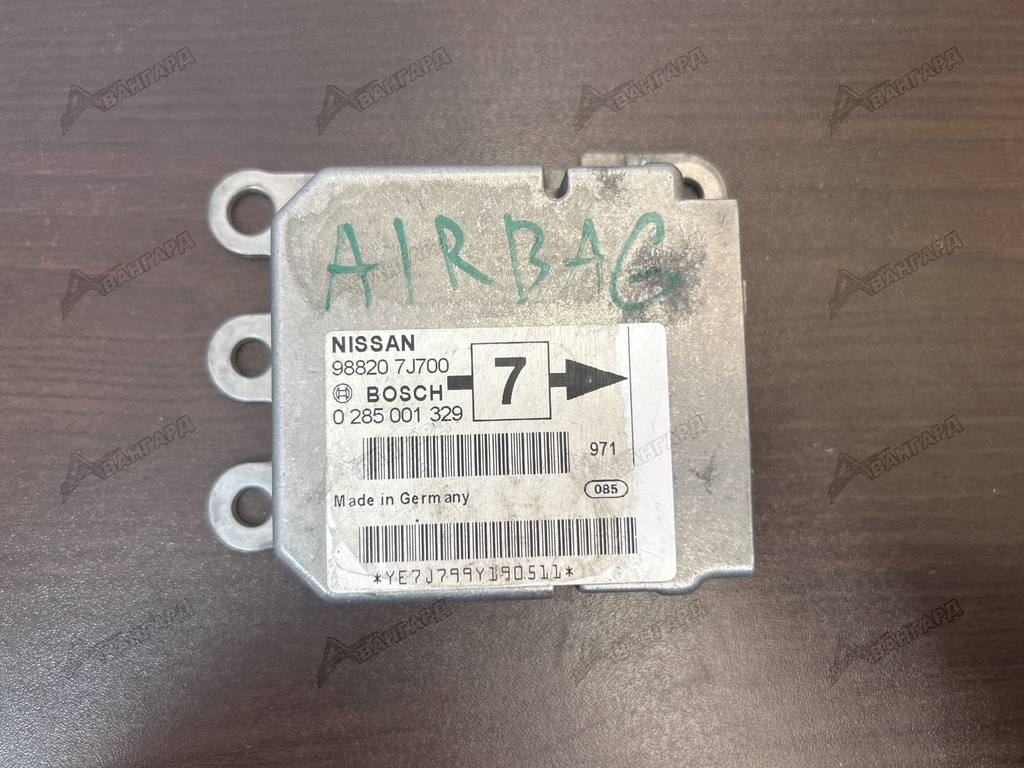 AIRBAG
NISSAN
98820 7J700
BOSCH
0 285 001 329
7
971
Made in Germany
085
*YE7J799Y190511*
АВАНГАРД